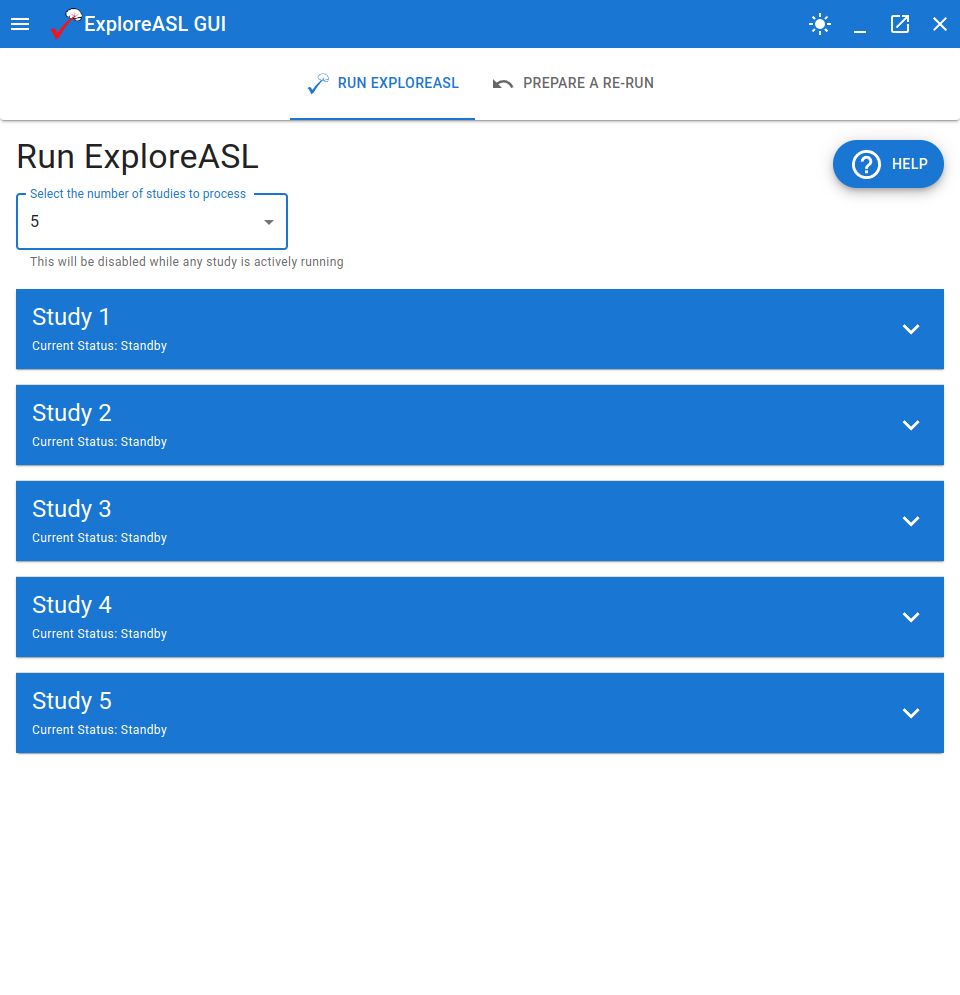 ExploreASL GUI
RUN EXPLOREASL
PREPARE A RE-RUN
Run ExploreASL
HELP
Select the number of studies to process
5
This will be disabled while any study is actively running
Study 1
Current Status: Standby
Study 2
Current Status: Standby
Study 3
Current Status: Standby
Study 4
Current Status: Standby
Study 5
Current Status: Standby